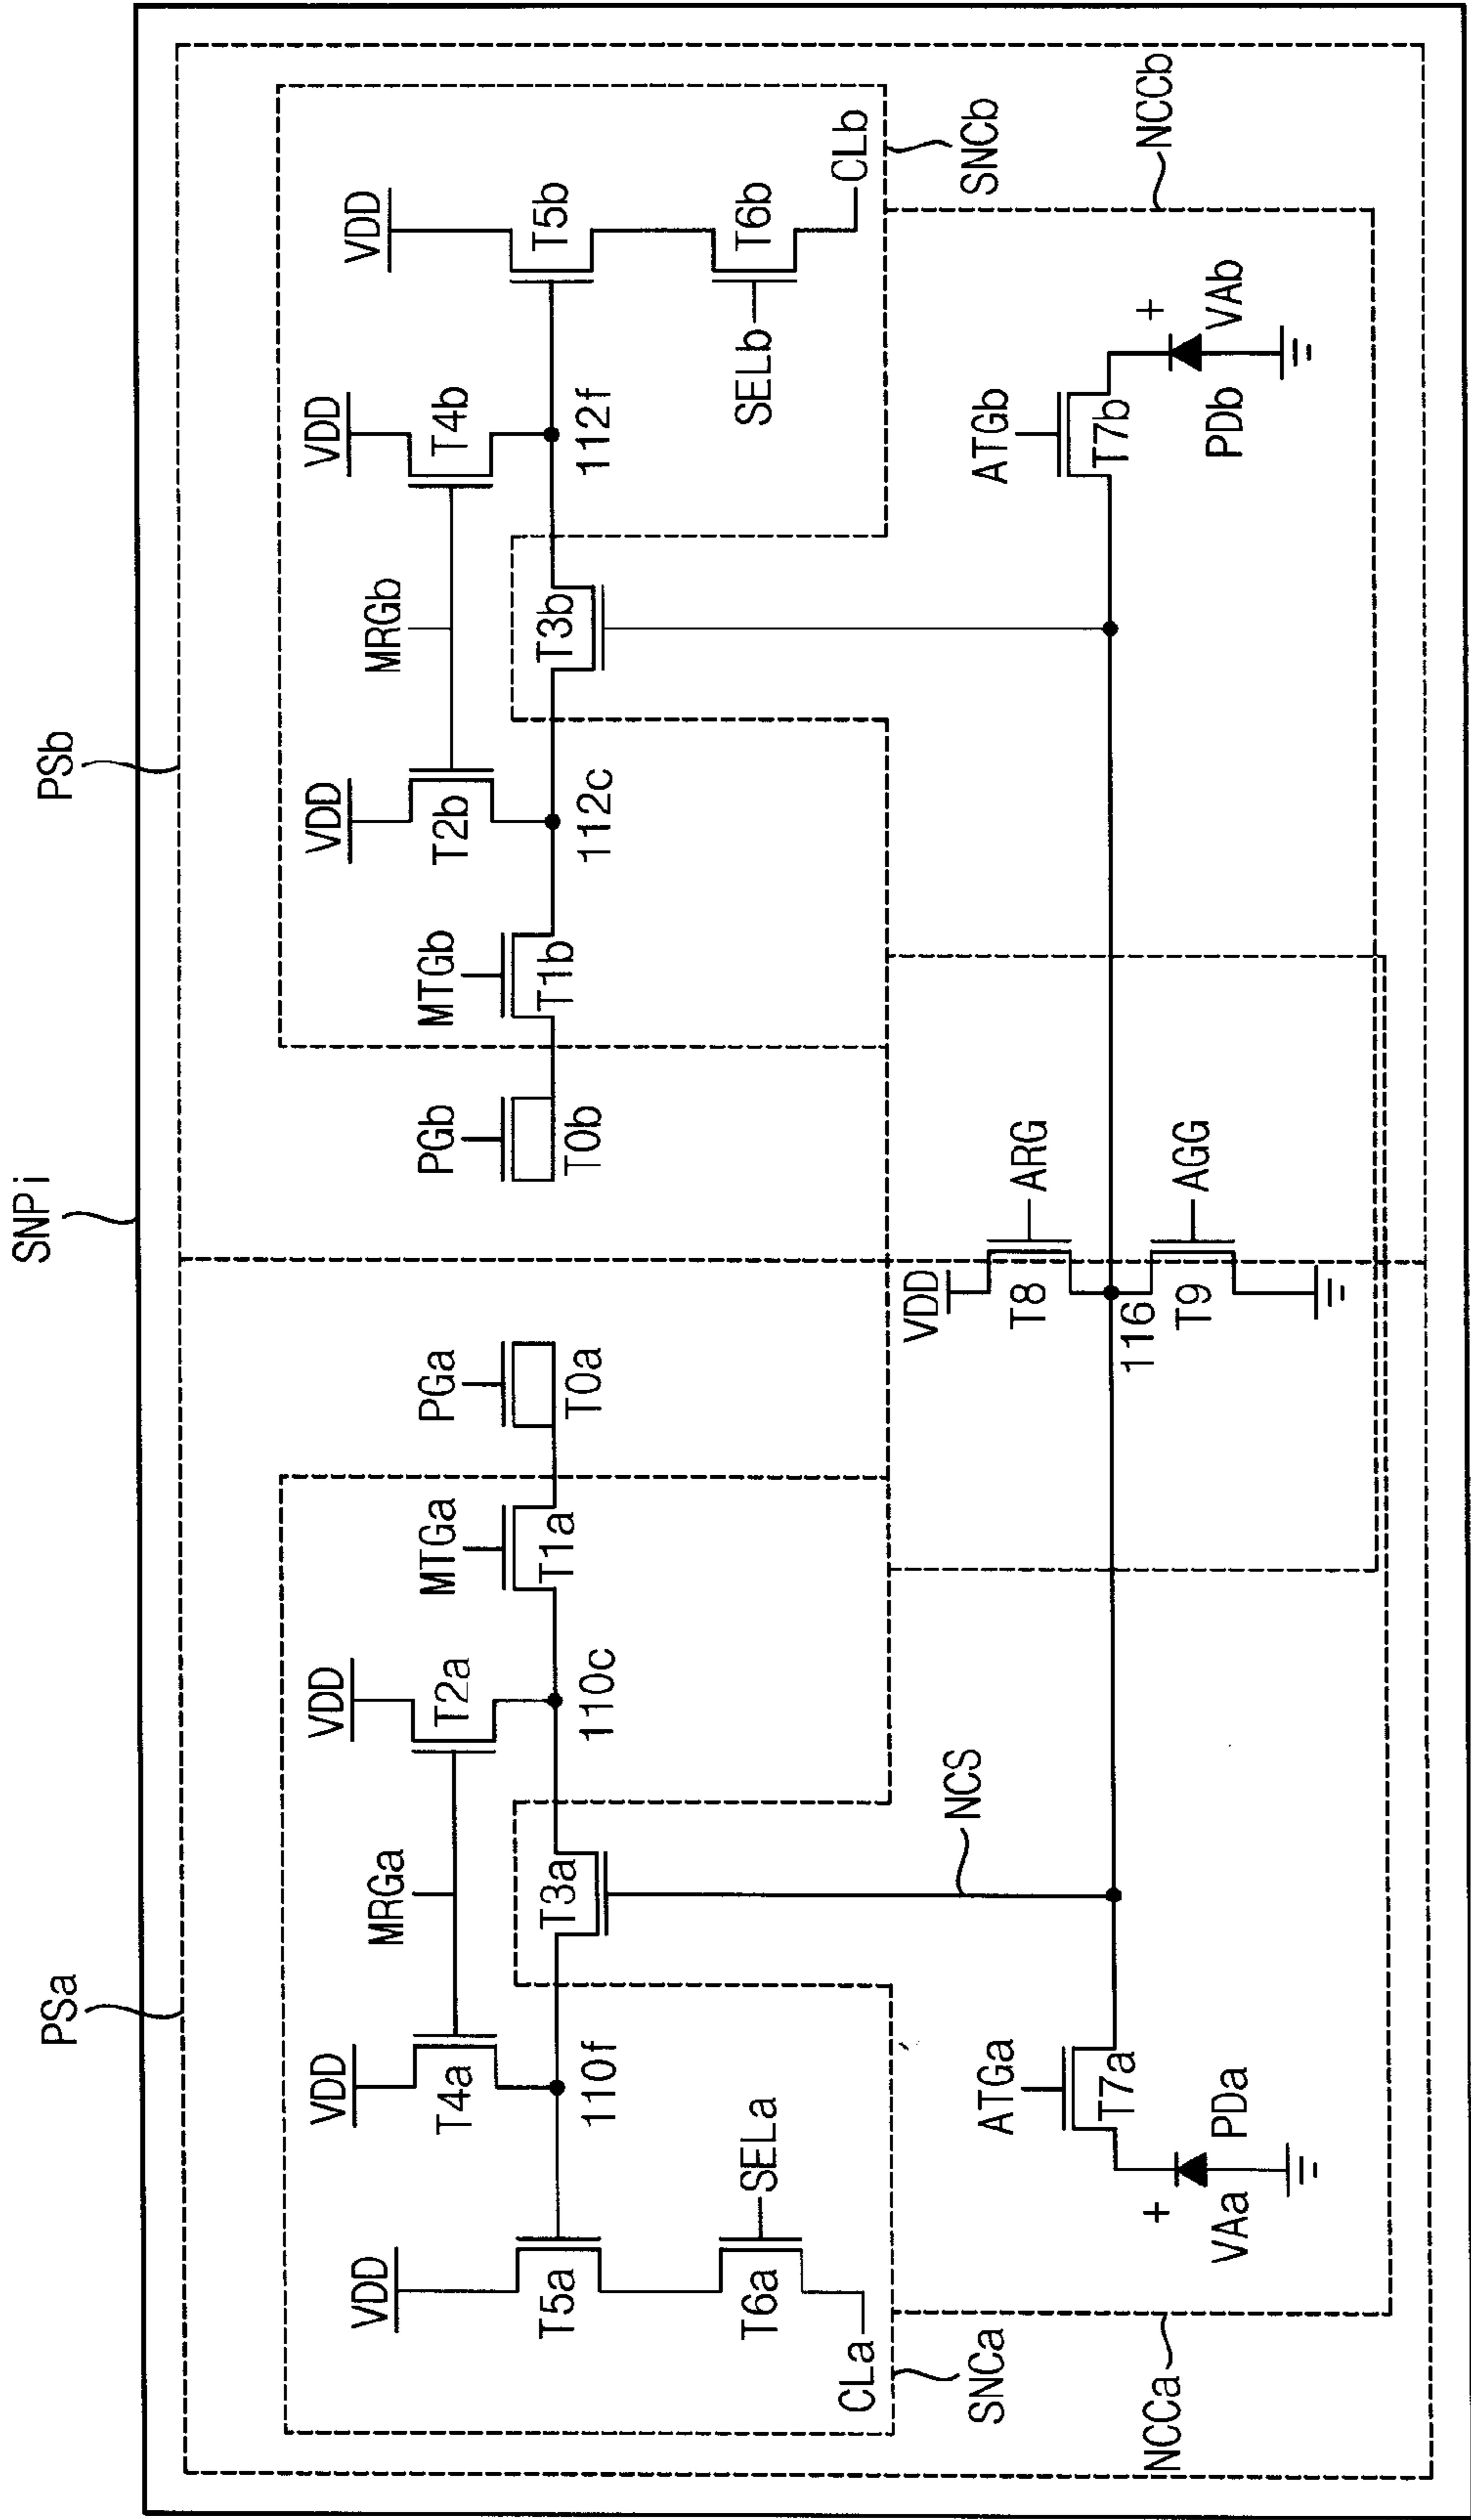 SNPi
PSa
PSb
VDD
VDD
MRGa
VDD
MTGa
PGa
PGb
MTGb
VDD
MRGb
VDD
VDD
T5a
T4a
T2a
T3a
T1a
T0a
T0b
T1b
T2b
T3b
T4b
T5b
110f
110c
112c
112f
T6a
SELa
SELb
T6b
CLa
CLb
SNCa
SNCb
NCS
VDD
T8
ARG
ATGa
T7a
116
T9
AGG
ATGb
T7b
+
VAa
PDa
PDb
+
VAb
NCCa
NCCb